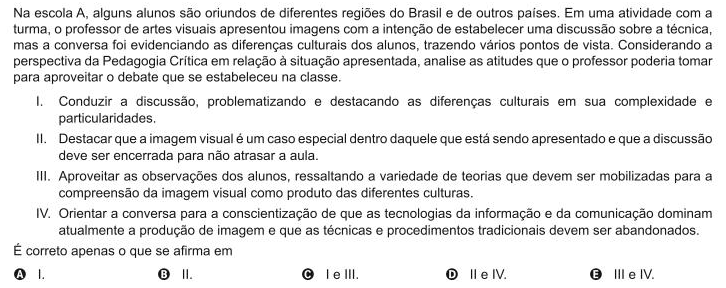 Na escola A, alguns alunos são oriundos de diferentes regiões do Brasil e de outros países. Em uma atividade com a
turma, o professor de artes visuais apresentou imagens com a intenção de estabelecer uma discussão sobre a técnica,
mas a conversa foi evidenciando as diferenças culturais dos alunos, trazendo vários pontos de vista. Considerando a
perspectiva da Pedagogia Crítica em relação à situação apresentada, analise as atitudes que o professor poderia tomar
para aproveitar o debate que se estabeleceu na classe.
I. Conduzir a discussão, problematizando e destacando as diferenças culturais em sua complexidade e
particularidades.
II. Destacar que a imagem visual é um caso especial dentro daquele que está sendo apresentado e que a discussão
deve ser encerrada para não atrasar a aula.
III. Aproveitar as observações dos alunos, ressaltando a variedade de teorias que devem ser mobilizadas para a
compreensão da imagem visual como produto das diferentes culturas.
IV. Orientar a conversa para a conscientização de que as tecnologias da informação e da comunicação dominam
atualmente a produção de imagem e que as técnicas e procedimentos tradicionais devem ser abandonados.
É correto apenas o que se afirma em
A I. B II. C I e III. D II e IV. E III e IV.